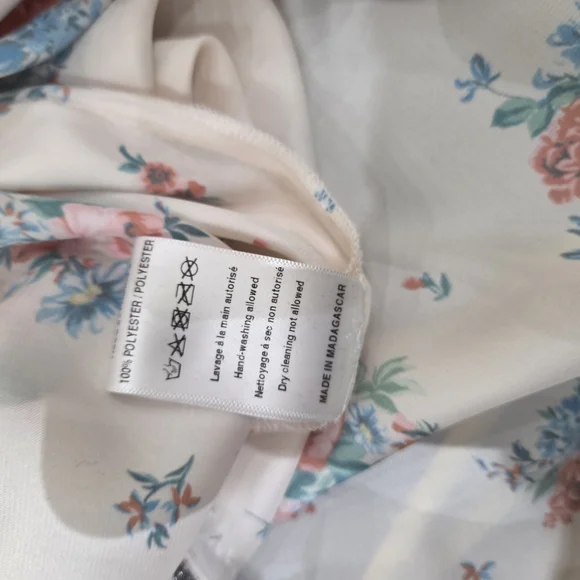 100% POLYESTER / POLYESTER
Lavage à la main autorisé
Hand-washing allowed
Nettoyage à sec non autorisé
Dry cleaning not allowed
MADE IN MADAGASCAR